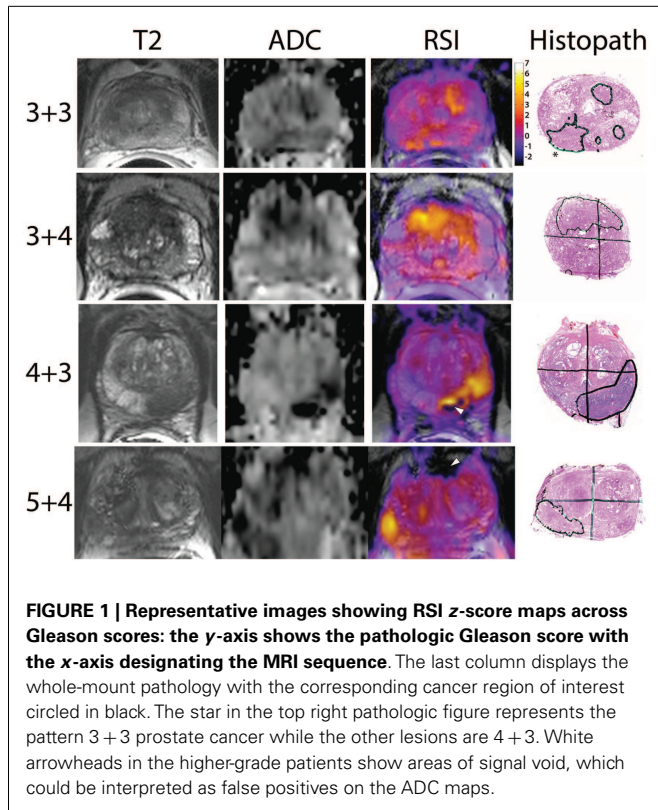 T2 ADC RSI Histopath
3+3
7
6
5
4
3
2
1
0
-1
-2
*
3+4
4+3
5+4
FIGURE 1 | Representative images showing RSI z-score maps across
Gleason scores: the y-axis shows the pathologic Gleason score with
the x-axis designating the MRI sequence. The last column displays the
whole-mount pathology with the corresponding cancer region of interest
circled in black. The star in the top right pathologic figure represents the
pattern 3 + 3 prostate cancer while the other lesions are 4 + 3. White
arrowheads in the higher-grade patients show areas of signal void, which
could be interpreted as false positives on the ADC maps.